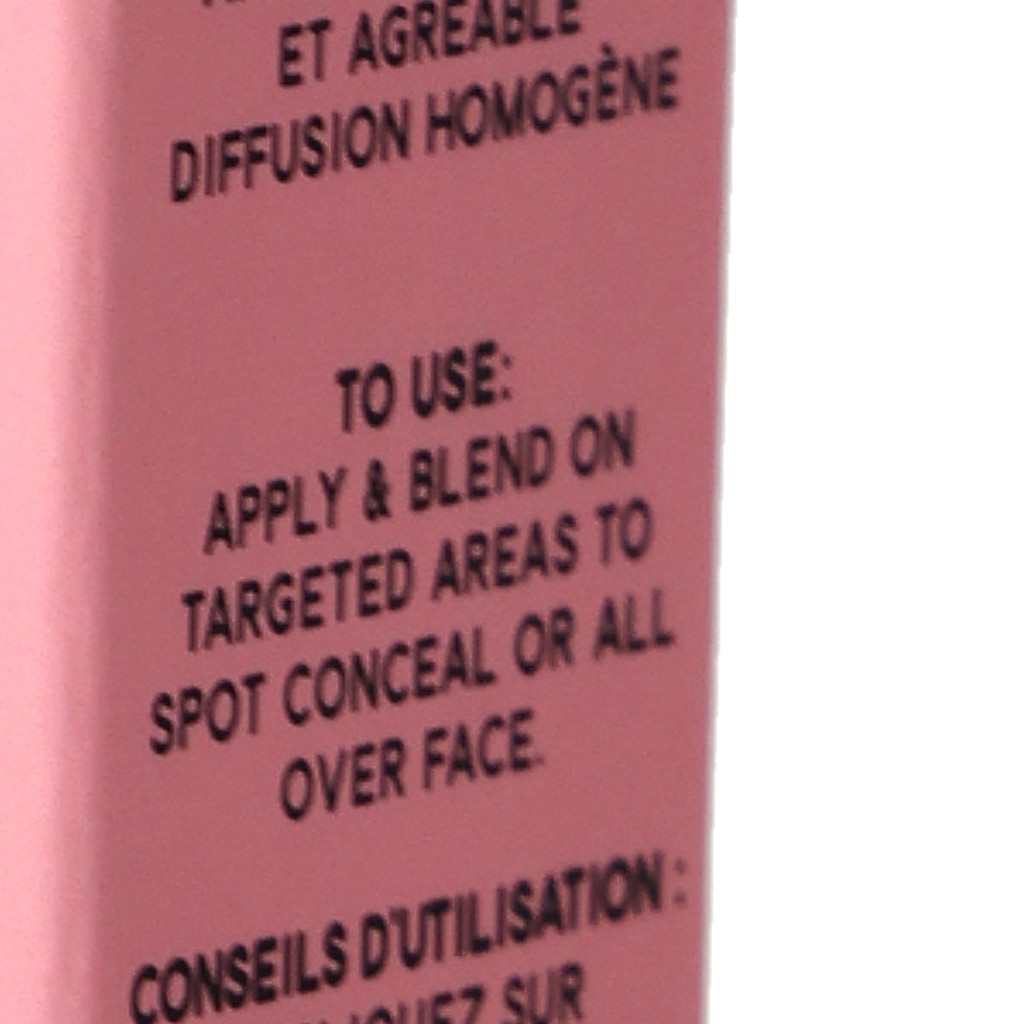 ET AGRÉABLE
DIFFUSION HOMOGÈNE
TO USE:
APPLY & BLEND ON
TARGETED AREAS TO
SPOT CONCEAL OR ALL
OVER FACE.
CONSEILS D'UTILISATION :
SUR